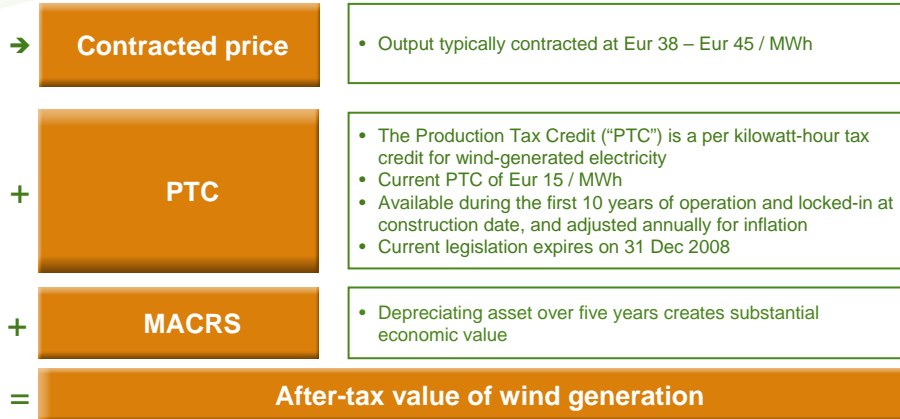 ➔ Contracted price
• Output typically contracted at Eur 38 – Eur 45 / MWh
+ PTC
• The Production Tax Credit (“PTC”) is a per kilowatt-hour tax
credit for wind-generated electricity
• Current PTC of Eur 15 / MWh
• Available during the first 10 years of operation and locked-in at
construction date, and adjusted annually for inflation
• Current legislation expires on 31 Dec 2008
+ MACRS
• Depreciating asset over five years creates substantial
economic value
= After-tax value of wind generation